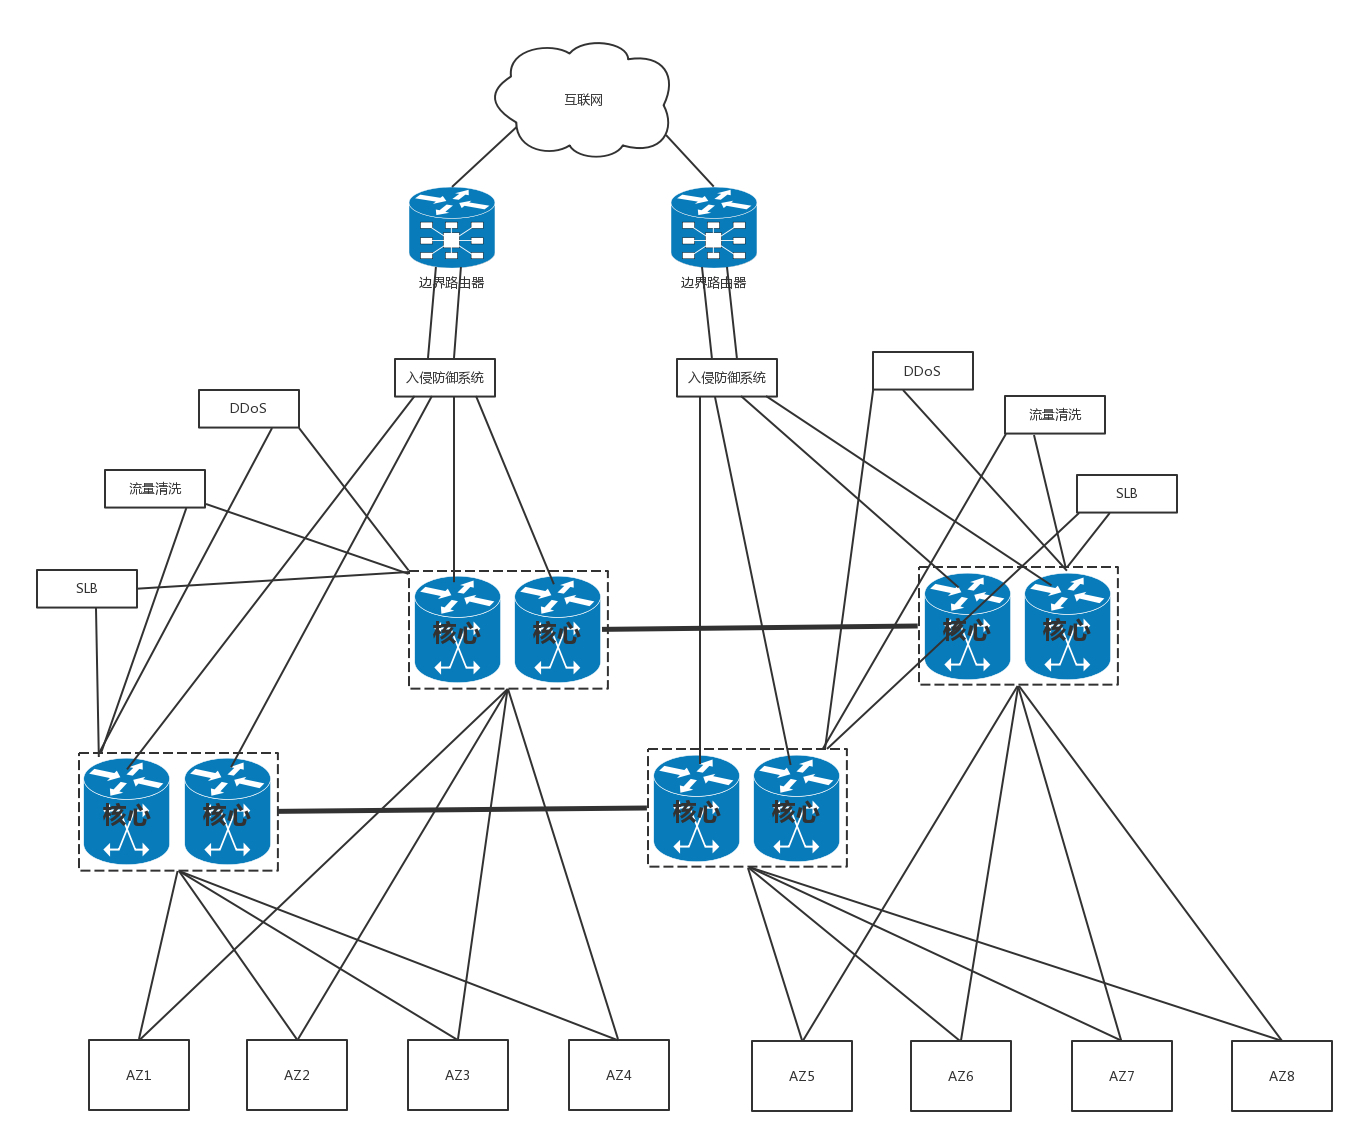 互联网
边界路由器
边界路由器
入侵防御系统
入侵防御系统
DDoS
DDoS
流量清洗
流量清洗
SLB
SLB
核心
核心
核心
核心
核心
核心
核心
核心
AZ1
AZ2
AZ3
AZ4
AZ5
AZ6
AZ7
AZ8